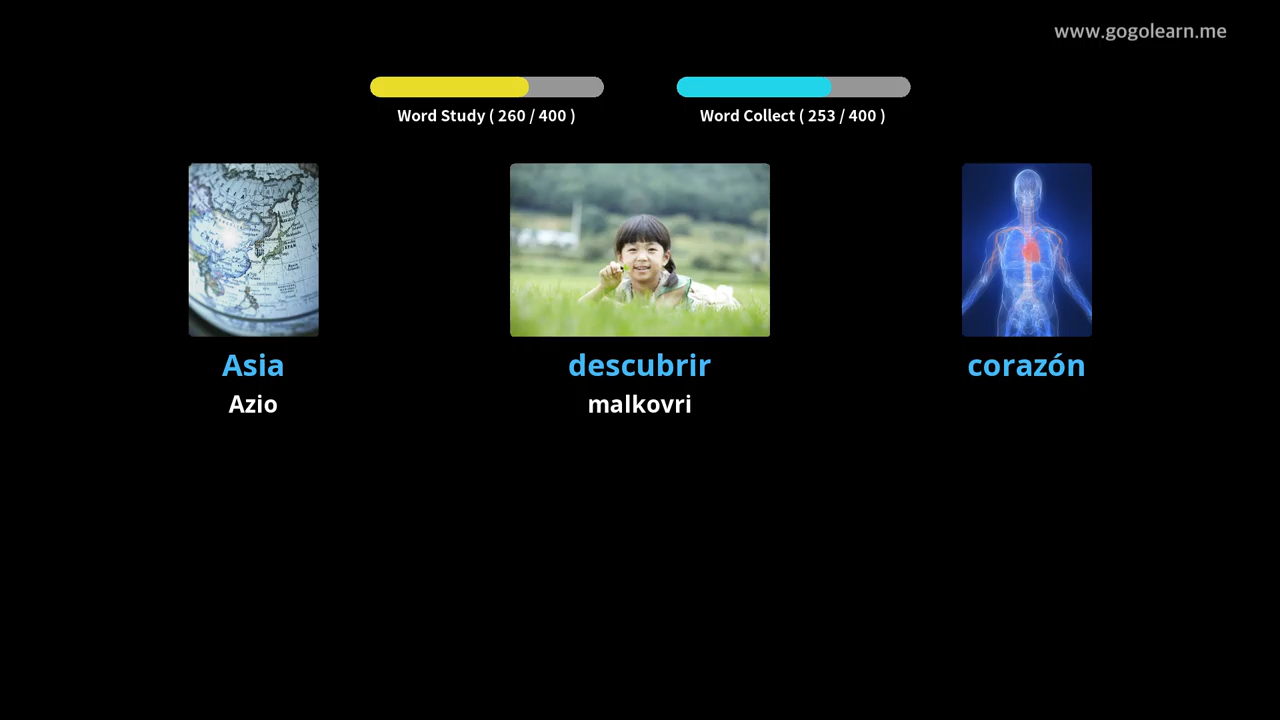 www.gogolearn.me
Word Study ( 260 / 400 )
Word Collect ( 253 / 400 )
Asia
Azio
descubrir
malkovri
corazón